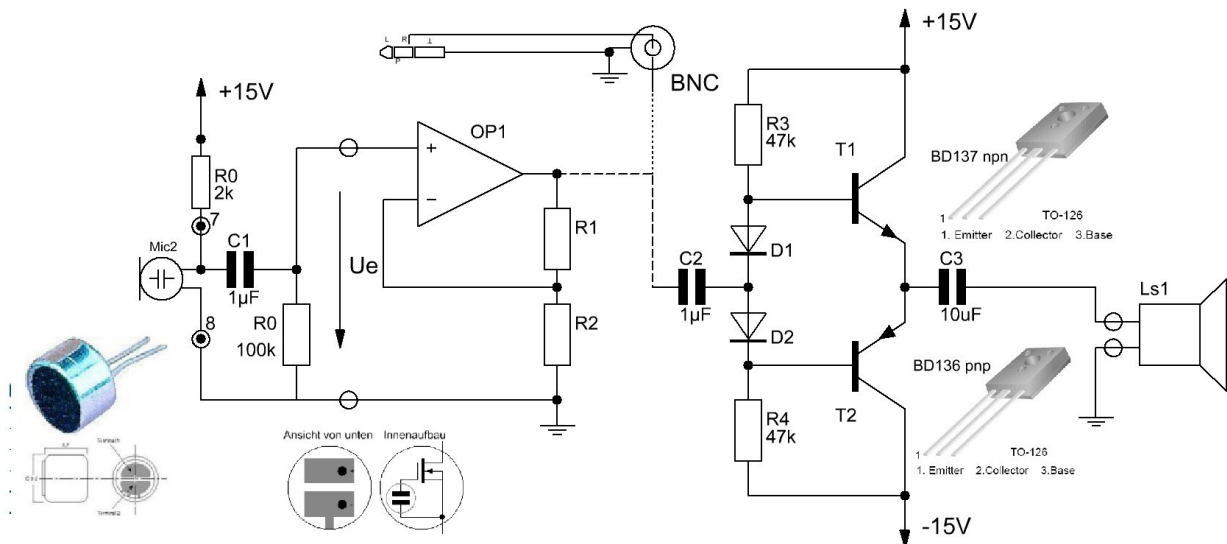 +15V
+15V
L R ⊥
P
BNC
OP1
R0
2k
7
Mic2
C1
1µF
Ue
R0
100k
8
R1
R2
R3
47k
T1
BD137 npn
1
TO-126
1. Emitter 2.Collector 3.Base
D1
C2
1µF
D2
C3
10uF
Ls1
BD136 pnp
1
TO-126
1. Emitter 2.Collector 3.Base
T2
R4
47k
Ansicht von unten
Innenaufbau
Terminal1
Terminal2
-15V